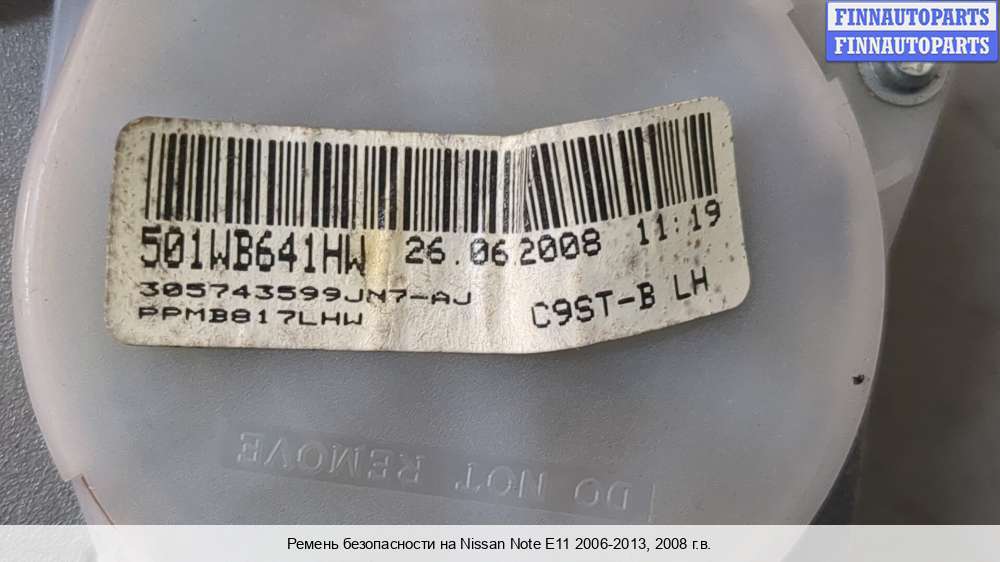 FINNAUTOPARTS
FINNAUTOPARTS
501WB641HW 26.06.2008 11:19
305743599JN7-AJ
PPMB817LHW
C9ST-B LH
DO NOT REMOVE
Ремень безопасности на Nissan Note E11 2006-2013, 2008 г.в.